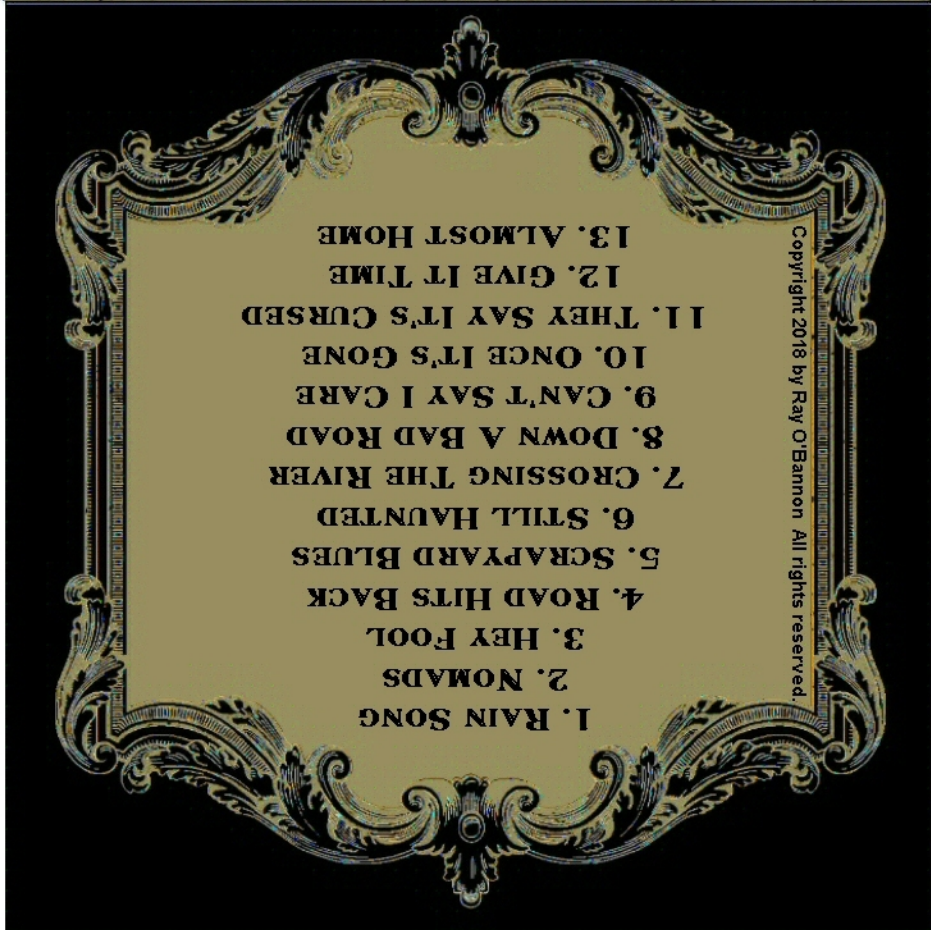 1. Rain Song
2. Nomads
3. Hey Fool
4. Road Hits Back
5. Scrapyard Blues
6. Still Haunted
7. Crossing The River
8. Down A Bad Road
9. Can't Say I Care
10. Once It's Gone
11. They Say It's Cursed
12. Give It Time
13. Almost Home
Copyright 2018 by Ray O'Bannon All rights reserved.